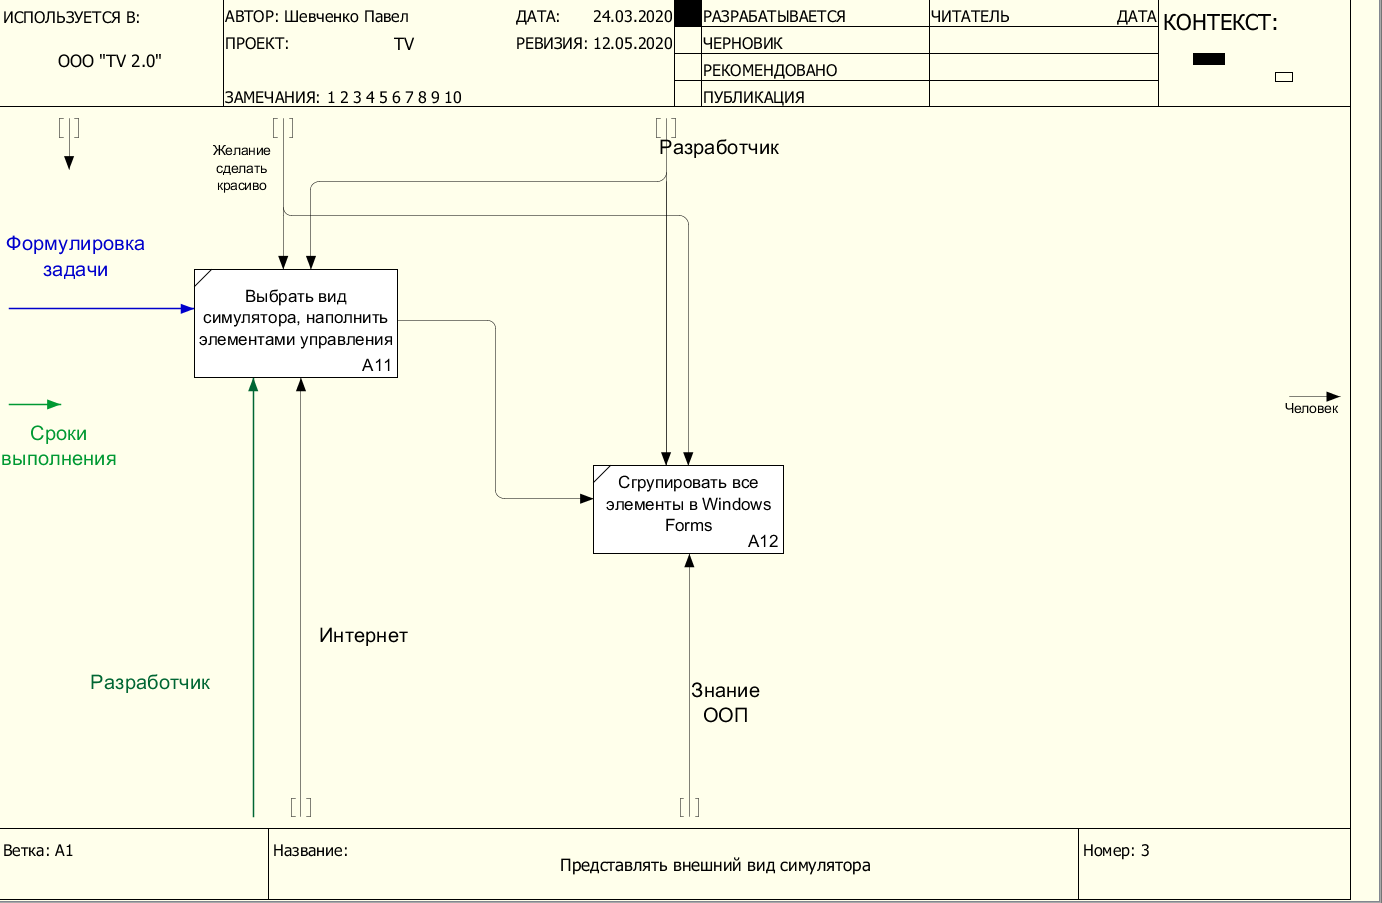 ИСПОЛЬЗУЕТСЯ В:
ООО "TV 2.0"
АВТОР: Шевченко Павел
ДАТА: 24.03.2020
ПРОЕКТ: TV
РЕВИЗИЯ: 12.05.2020
ЗАМЕЧАНИЯ: 1 2 3 4 5 6 7 8 9 10
РАЗРАБАТЫВАЕТСЯ
ЧЕРНОВИК
РЕКОМЕНДОВАНО
ПУБЛИКАЦИЯ
ЧИТАТЕЛЬ ДАТА
КОНТЕКСТ:
Желание
сделать
красиво
Разработчик
Формулировка
задачи
Выбрать вид
симулятора, наполнить
элементами управления
А11
Сроки
выполнения
Человек
Сгрупировать все
элементы в Windows
Forms
А12
Интернет
Разработчик
Знание
ООП
Ветка: А1
Название:
Представлять внешний вид симулятора
Номер: 3